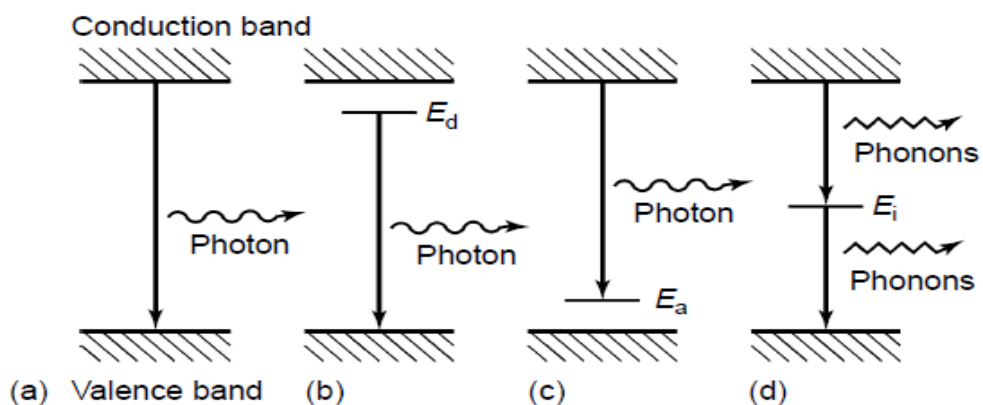 Conduction band
E_d
Photon
Photon
E_a
Photon
Phonons
E_i
Phonons
(a) Valence band (b) (c) (d)